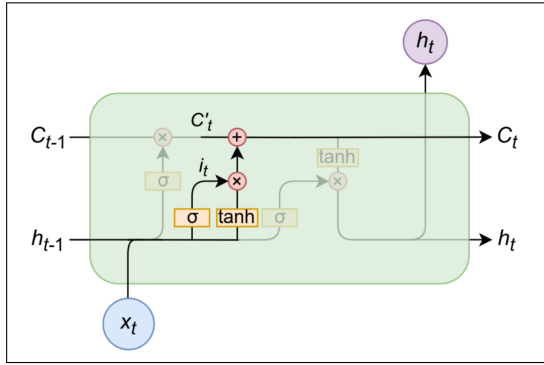 h_t
C'_t
C_{t-1} × + C_t
tanh
i_t
σ × ×
σ tanh σ
h_{t-1} h_t
x_t